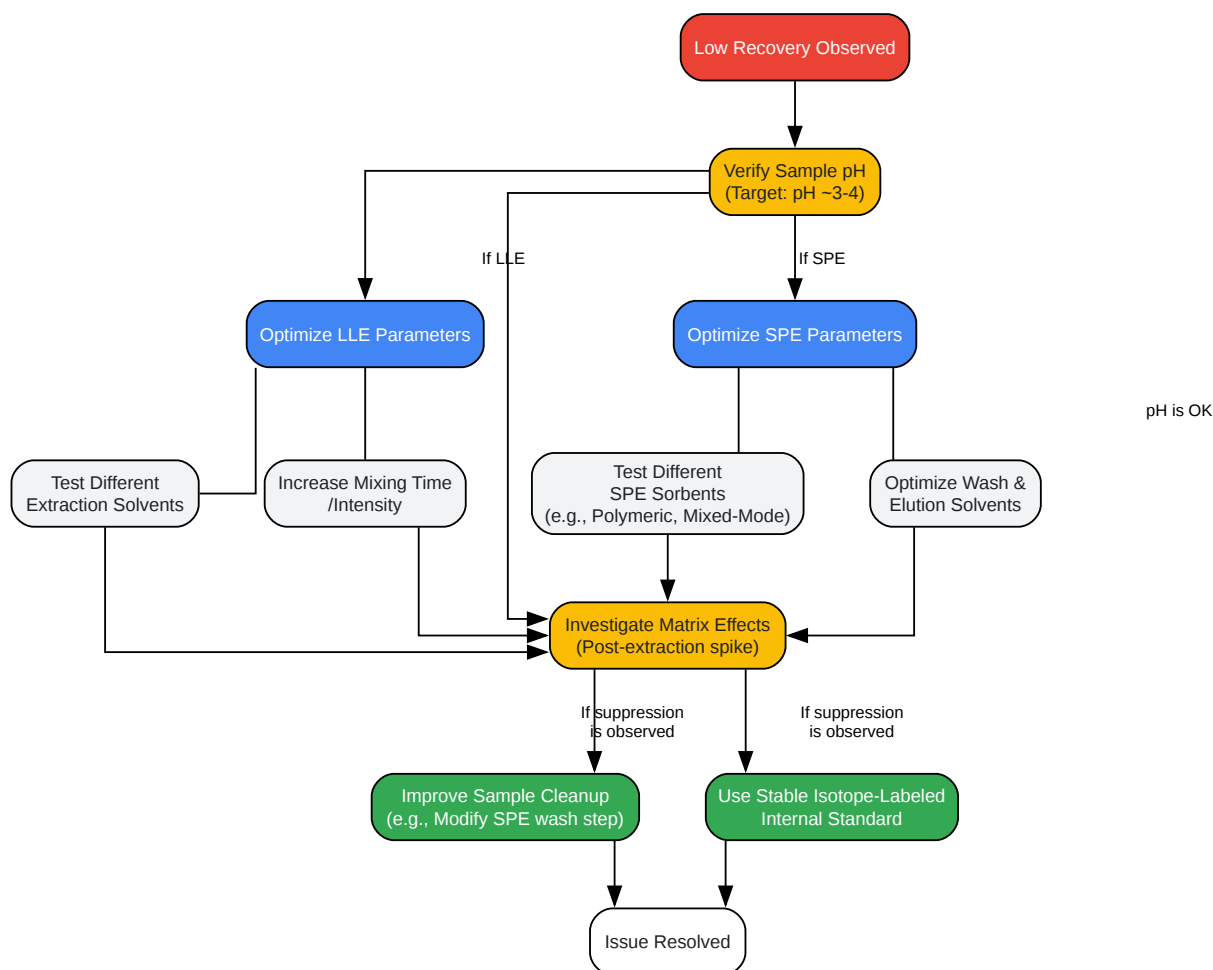 Low Recovery Observed
Verify Sample pH
(Target: pH ~3-4)
If LLE
If SPE
Optimize LLE Parameters
Optimize SPE Parameters
pH is OK
Test Different
Extraction Solvents
Increase Mixing Time
/Intensity
Test Different
SPE Sorbents
(e.g., Polymeric, Mixed-Mode)
Optimize Wash &
Elution Solvents
Investigate Matrix Effects
(Post-extraction spike)
If suppression
is observed
If suppression
is observed
Improve Sample Cleanup
(e.g., Modify SPE wash step)
Use Stable Isotope-Labeled
Internal Standard
Issue Resolved